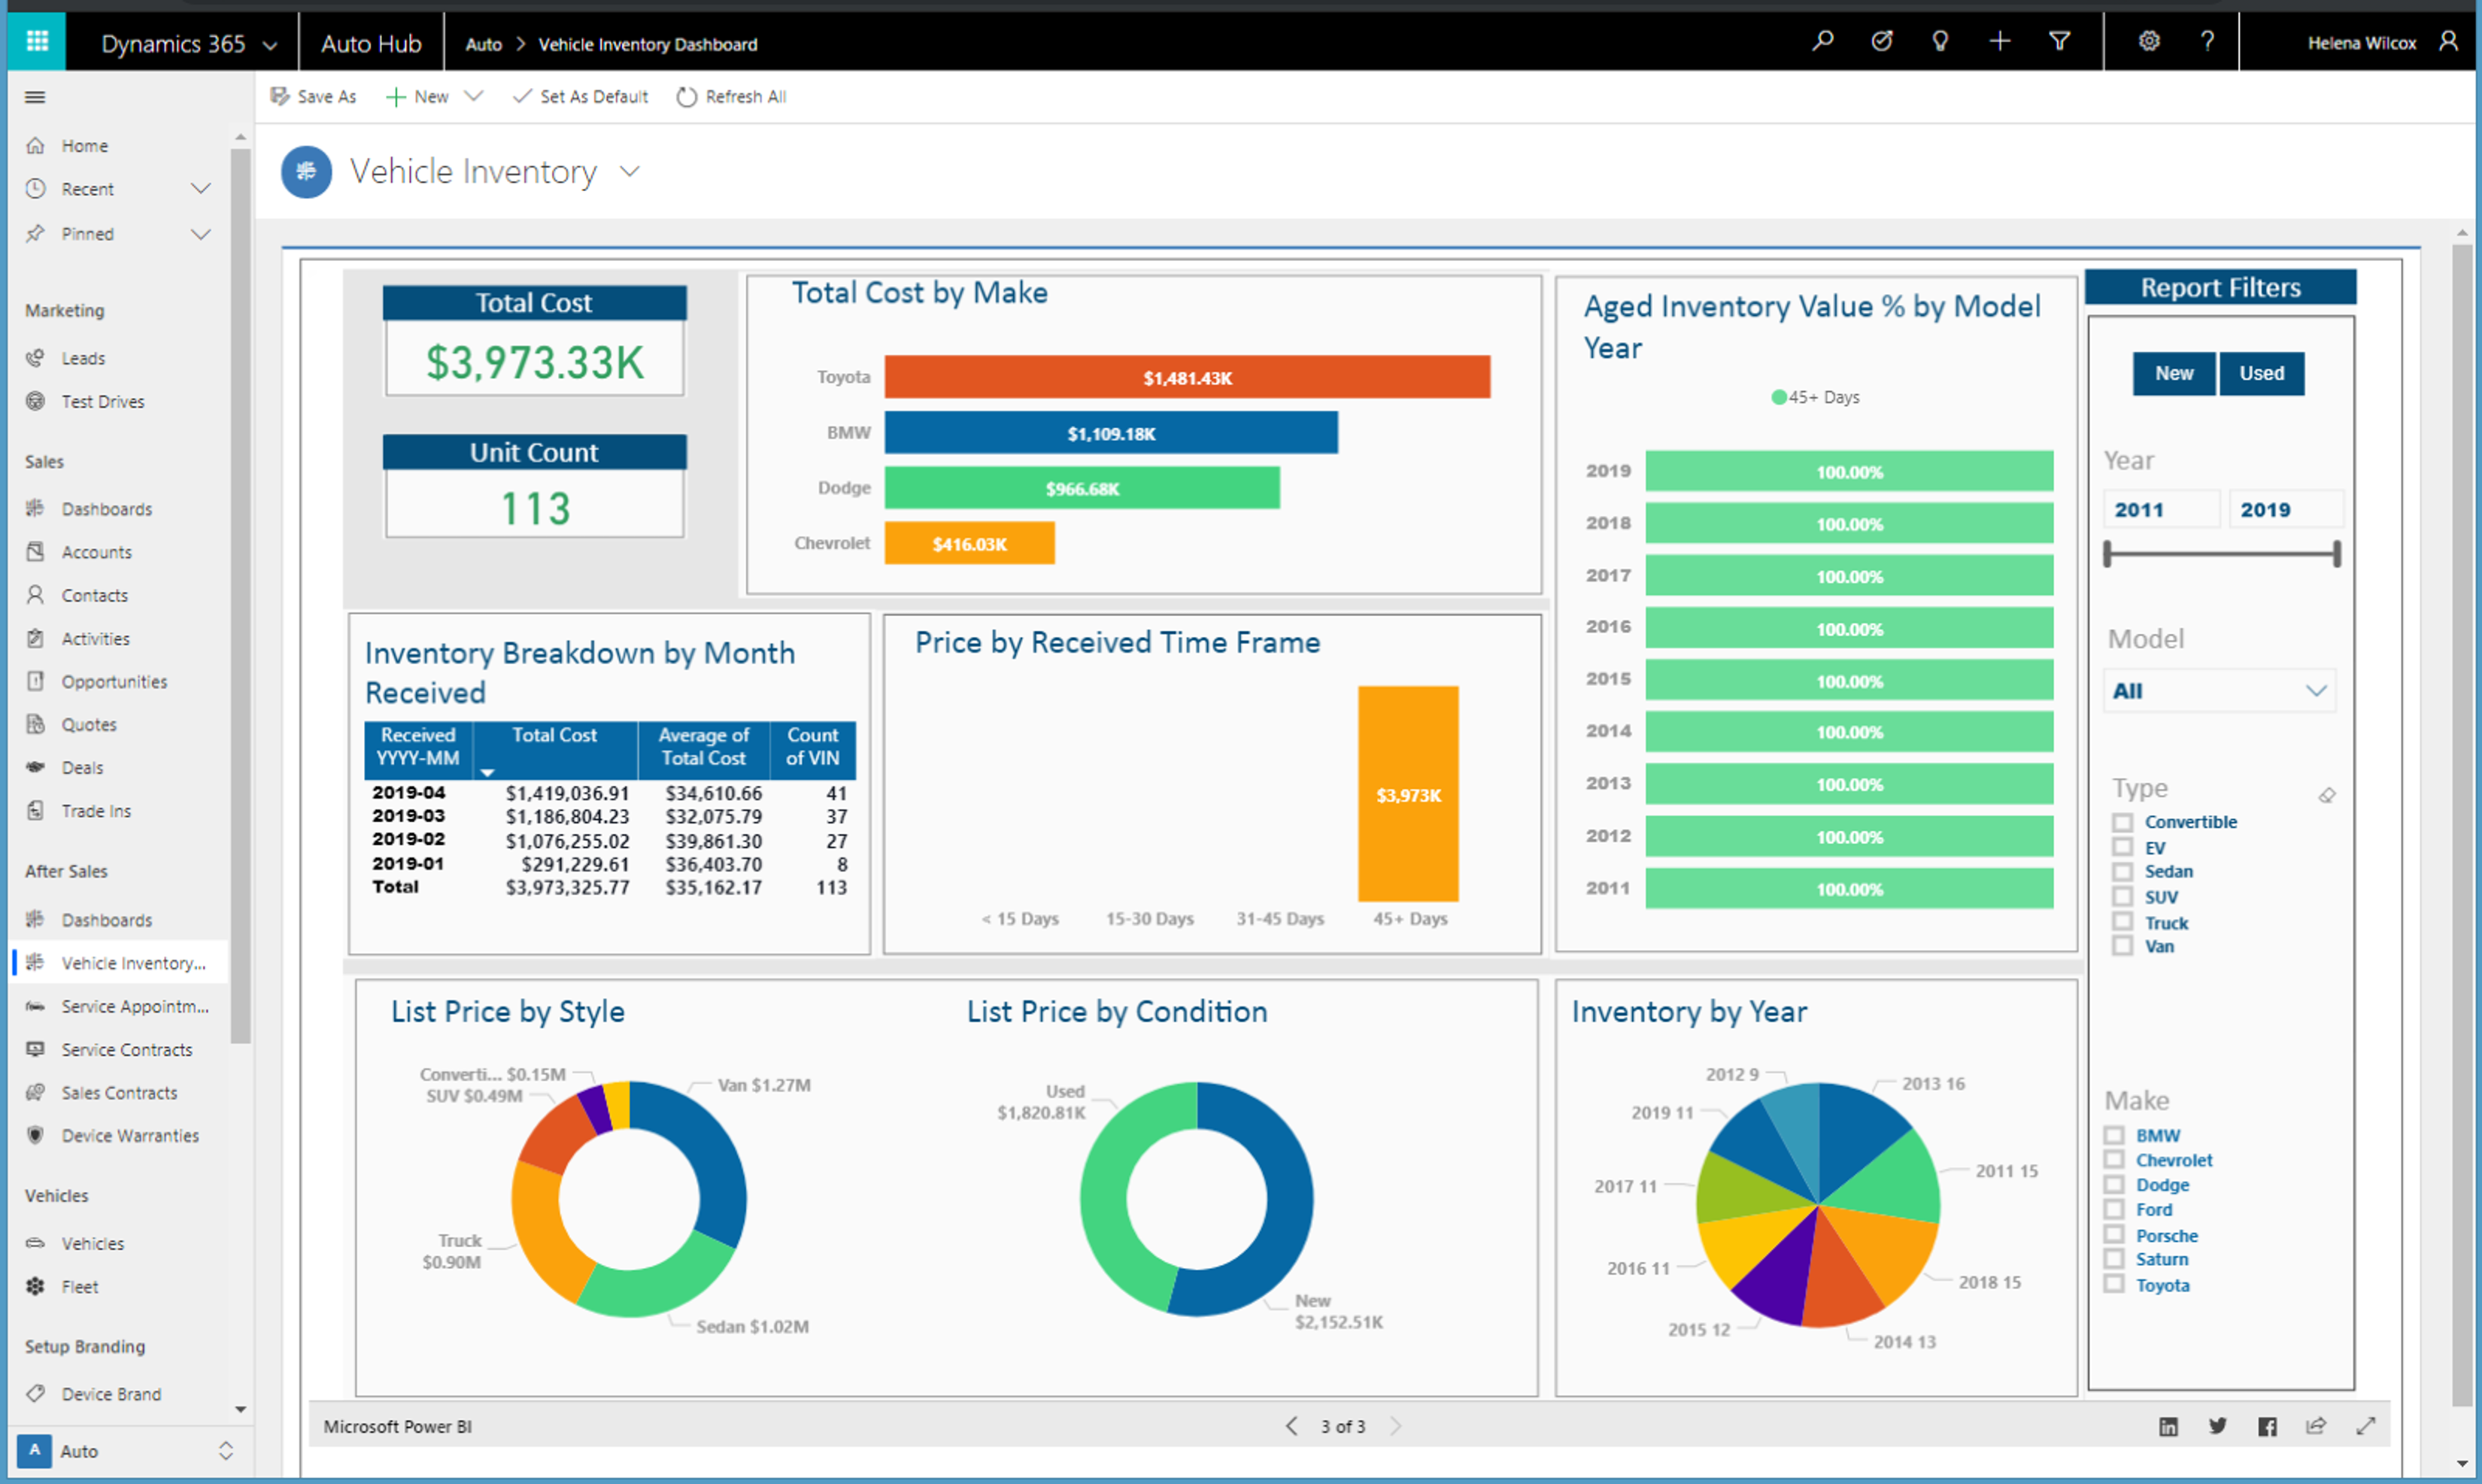 Dynamics 365
Auto Hub
Auto > Vehicle Inventory Dashboard
Helena Wilcox
Save As
New
Set As Default
Refresh All
Home
Recent
Pinned
Marketing
Leads
Test Drives
Sales
Dashboards
Accounts
Contacts
Activities
Opportunities
Quotes
Deals
Trade Ins
After Sales
Dashboards
Vehicle Inventory...
Service Appointm...
Service Contracts
Sales Contracts
Device Warranties
Vehicles
Vehicles
Fleet
Setup Branding
Device Brand
A Auto
Vehicle Inventory
Total Cost
$3,973.33K
Unit Count
113
Total Cost by Make
Toyota $1,481.43K
BMW $1,109.18K
Dodge $966.68K
Chevrolet $416.03K
Aged Inventory Value % by Model
Year
45+ Days
2019 100.00%
2018 100.00%
2017 100.00%
2016 100.00%
2015 100.00%
2014 100.00%
2013 100.00%
2012 100.00%
2011 100.00%
Inventory Breakdown by Month
Received
Received Total Cost Average of Count
YYYY-MM Total Cost of VIN
2019-04 $1,419,036.91 $34,610.66 41
2019-03 $1,186,804.23 $32,075.79 37
2019-02 $1,076,255.02 $39,861.30 27
2019-01 $291,229.61 $36,403.70 8
Total $3,973,325.77 $35,162.17 113
Price by Received Time Frame
$3,973K
< 15 Days 15-30 Days 31-45 Days 45+ Days
List Price by Style
Converti... $0.15M
SUV $0.49M
Van $1.27M
Truck
$0.90M
Sedan $1.02M
List Price by Condition
Used
$1,820.81K
New
$2,152.51K
Inventory by Year
2012 9
2013 16
2019 11
2011 15
2017 11
2016 11
2018 15
2015 12
2014 13
Report Filters
New Used
Year
2011 2019
Model
All
Type
Convertible
EV
Sedan
SUV
Truck
Van
Make
BMW
Chevrolet
Dodge
Ford
Porsche
Saturn
Toyota
Microsoft Power BI
3 of 3